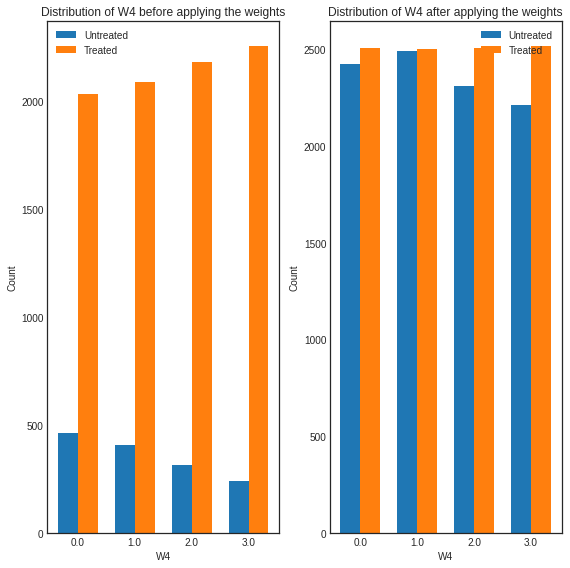 Distribution of W4 before applying the weights
Untreated
Treated
2000
1500
1000
500
0
Count
0.0 1.0 2.0 3.0
W4
Distribution of W4 after applying the weights
Untreated
Treated
2500
2000
1500
1000
500
0
Count
0.0 1.0 2.0 3.0
W4